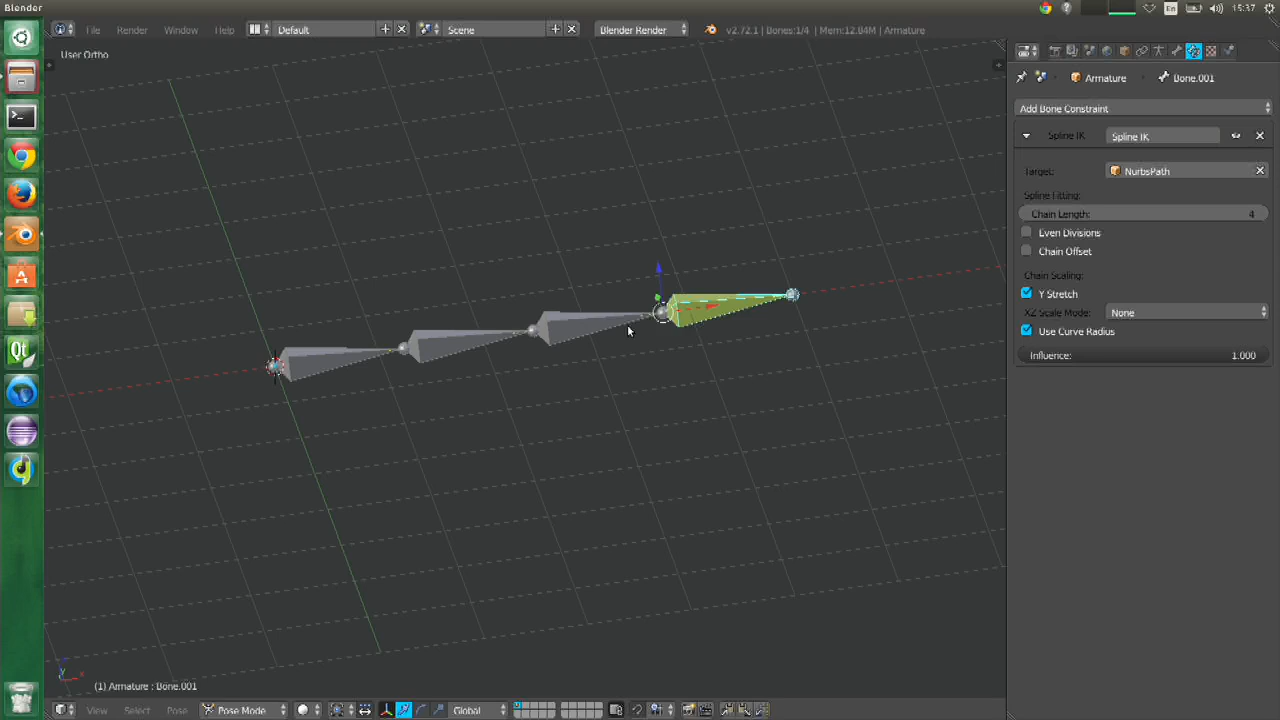 Blender
En
15:37
File
Render
Window
Help
Default
Scene
Blender Render
v2.72.1 | Bones:1/4 | Mem:12.84M | Armature
User Ortho
Armature
Bone.001
Add Bone Constraint
Spline IK
Spline IK
Target:
NurbsPath
Spline Fitting:
Chain Length:
4
Even Divisions
Chain Offset
Chain Scaling:
Y Stretch
XZ Scale Mode:
None
Use Curve Radius
Influence:
1.000
Qt
y
x
(1) Armature : Bone.001
View
Select
Pose
Pose Mode
Global